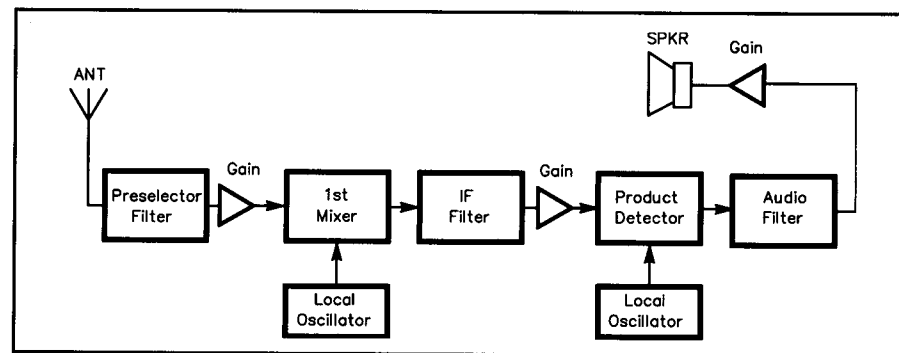 SPKR
Gain
ANT
Gain
Gain
Preselector
Filter
1st
Mixer
IF
Filter
Product
Detector
Audio
Filter
Local
Oscillator
Local
Oscillator